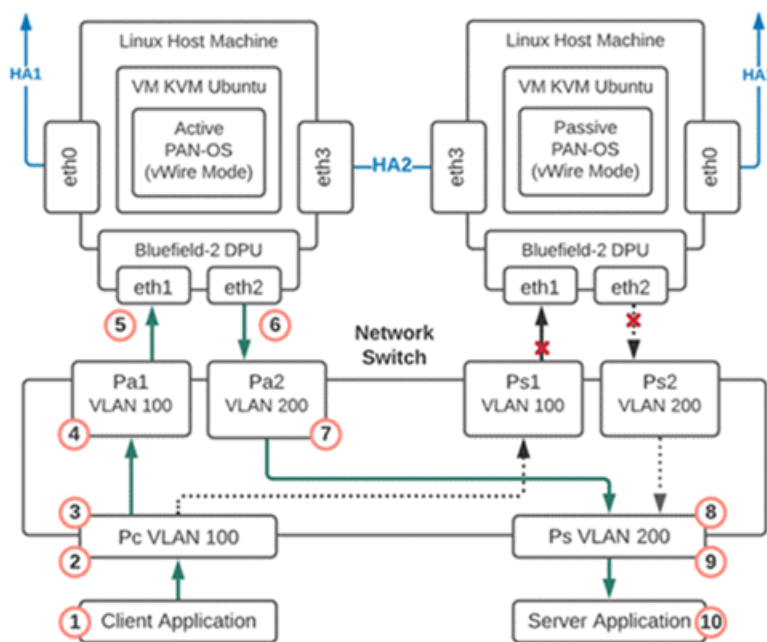 Linux Host Machine
Linux Host Machine
HA1
VM KVM Ubuntu
VM KVM Ubuntu
Active
PAN-OS
(vWire Mode)
Passive
PAN-OS
(vWire Mode)
eth0
eth3
HA2
eth3
eth0
Bluefield-2 DPU
Bluefield-2 DPU
eth1
eth2
eth1
eth2
5
6
Network
Switch
Pa1
VLAN 100
Pa2
VLAN 200
Ps1
VLAN 100
Ps2
VLAN 200
4
7
3
8
Pc VLAN 100
Ps VLAN 200
2
9
1
Client Application
Server Application
10